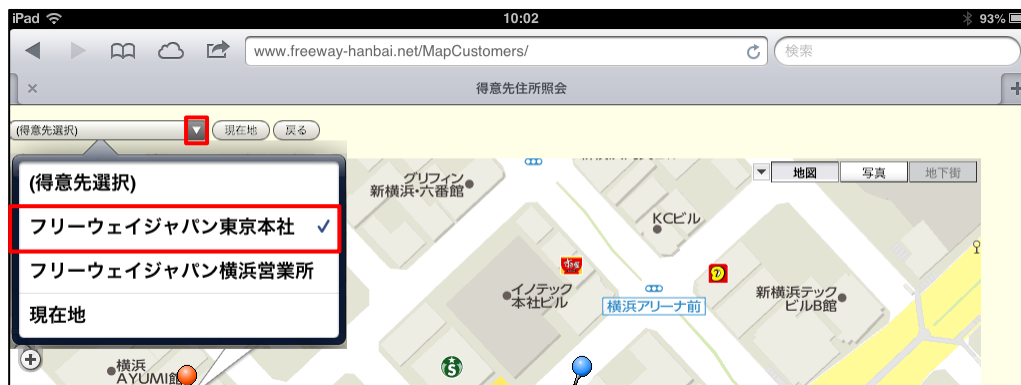 iPad 10:02 93%
www.freeway-hanbai.net/MapCustomers/ 検索
得意先住所照会
(得意先選択) 現在地 戻る
(得意先選択)
フリーウェイジャパン東京本社
フリーウェイジャパン横浜営業所
現在地
地図 写真 地下街
グリフィン
新横浜・六番館
KCビル
イノテック
本社ビル
横浜アリーナ前
新横浜テック
ビルB館
横浜
AYUMI館